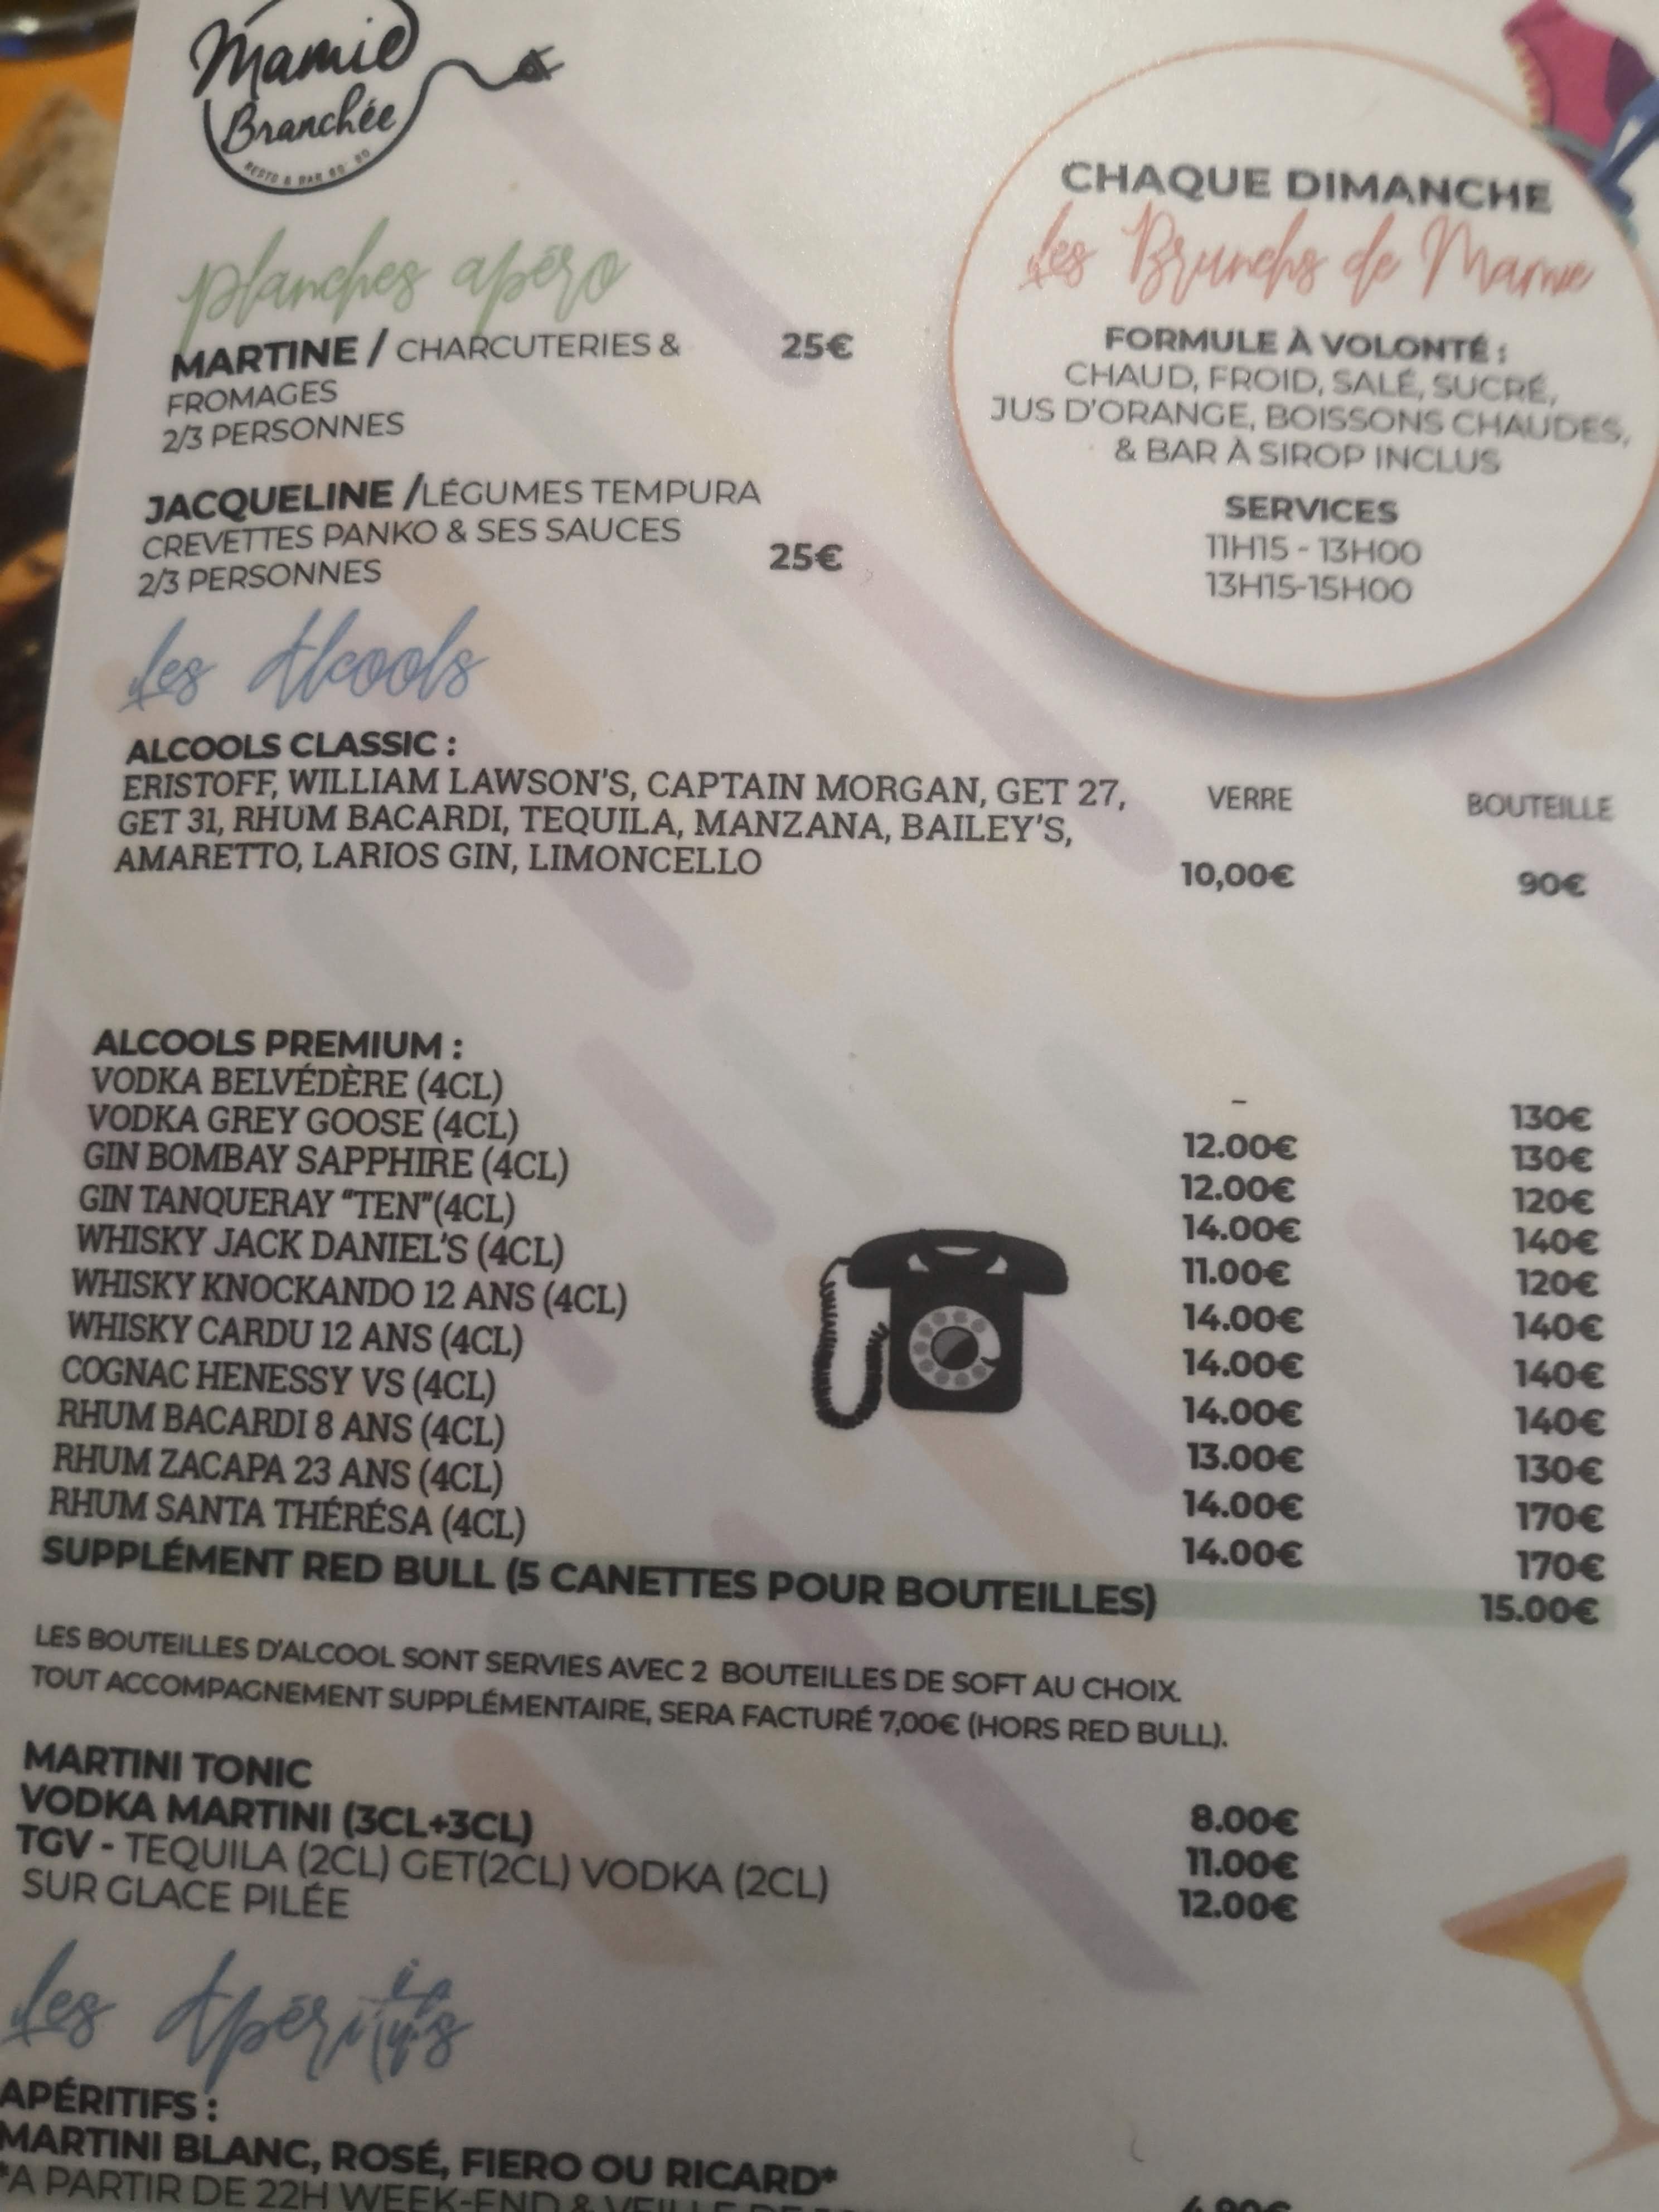 Mamie
Branchée
RESTO & BAR 80' 90
CHAQUE DIMANCHE
Les Brunchs de Mamie
FORMULE À VOLONTÉ :
CHAUD, FROID, SALÉ, SUCRÉ,
JUS D'ORANGE, BOISSONS CHAUDES,
& BAR À SIROP INCLUS
SERVICES
11H15 - 13H00
13H15-15H00
planches apéro
MARTINE / CHARCUTERIES & 25€
FROMAGES
2/3 PERSONNES
JACQUELINE /LÉGUMES TEMPURA
CREVETTES PANKO & SES SAUCES 25€
2/3 PERSONNES
Les Alcools
ALCOOLS CLASSIC :
ERISTOFF, WILLIAM LAWSON'S, CAPTAIN MORGAN, GET 27, VERRE BOUTEILLE
GET 31, RHUM BACARDI, TEQUILA, MANZANA, BAILEY'S,
AMARETTO, LARIOS GIN, LIMONCELLO 10,00€ 90€
ALCOOLS PREMIUM :
VODKA BELVÉDÈRE (4CL) - 130€
VODKA GREY GOOSE (4CL) 12.00€ 130€
GIN BOMBAY SAPPHIRE (4CL) 12.00€ 120€
GIN TANQUERAY "TEN"(4CL) 14.00€ 140€
WHISKY JACK DANIEL'S (4CL) 11.00€ 120€
WHISKY KNOCKANDO 12 ANS (4CL) 14.00€ 140€
WHISKY CARDU 12 ANS (4CL) 14.00€ 140€
COGNAC HENESSY VS (4CL) 14.00€ 140€
RHUM BACARDI 8 ANS (4CL) 13.00€ 130€
RHUM ZACAPA 23 ANS (4CL) 14.00€ 170€
RHUM SANTA THÉRÉSA (4CL) 14.00€ 170€
SUPPLÉMENT RED BULL (5 CANETTES POUR BOUTEILLES) 15.00€
LES BOUTEILLES D'ALCOOL SONT SERVIES AVEC 2 BOUTEILLES DE SOFT AU CHOIX.
TOUT ACCOMPAGNEMENT SUPPLÉMENTAIRE, SERA FACTURÉ 7,00€ (HORS RED BULL).
MARTINI TONIC 8.00€
VODKA MARTINI (3CL+3CL) 11.00€
TGV - TEQUILA (2CL) GET(2CL) VODKA (2CL) 12.00€
SUR GLACE PILÉE
Les Apéritifs
APÉRITIFS :
MARTINI BLANC, ROSÉ, FIERO OU RICARD*
*A PARTIR DE 22H WEEK-END & VEILLE DE